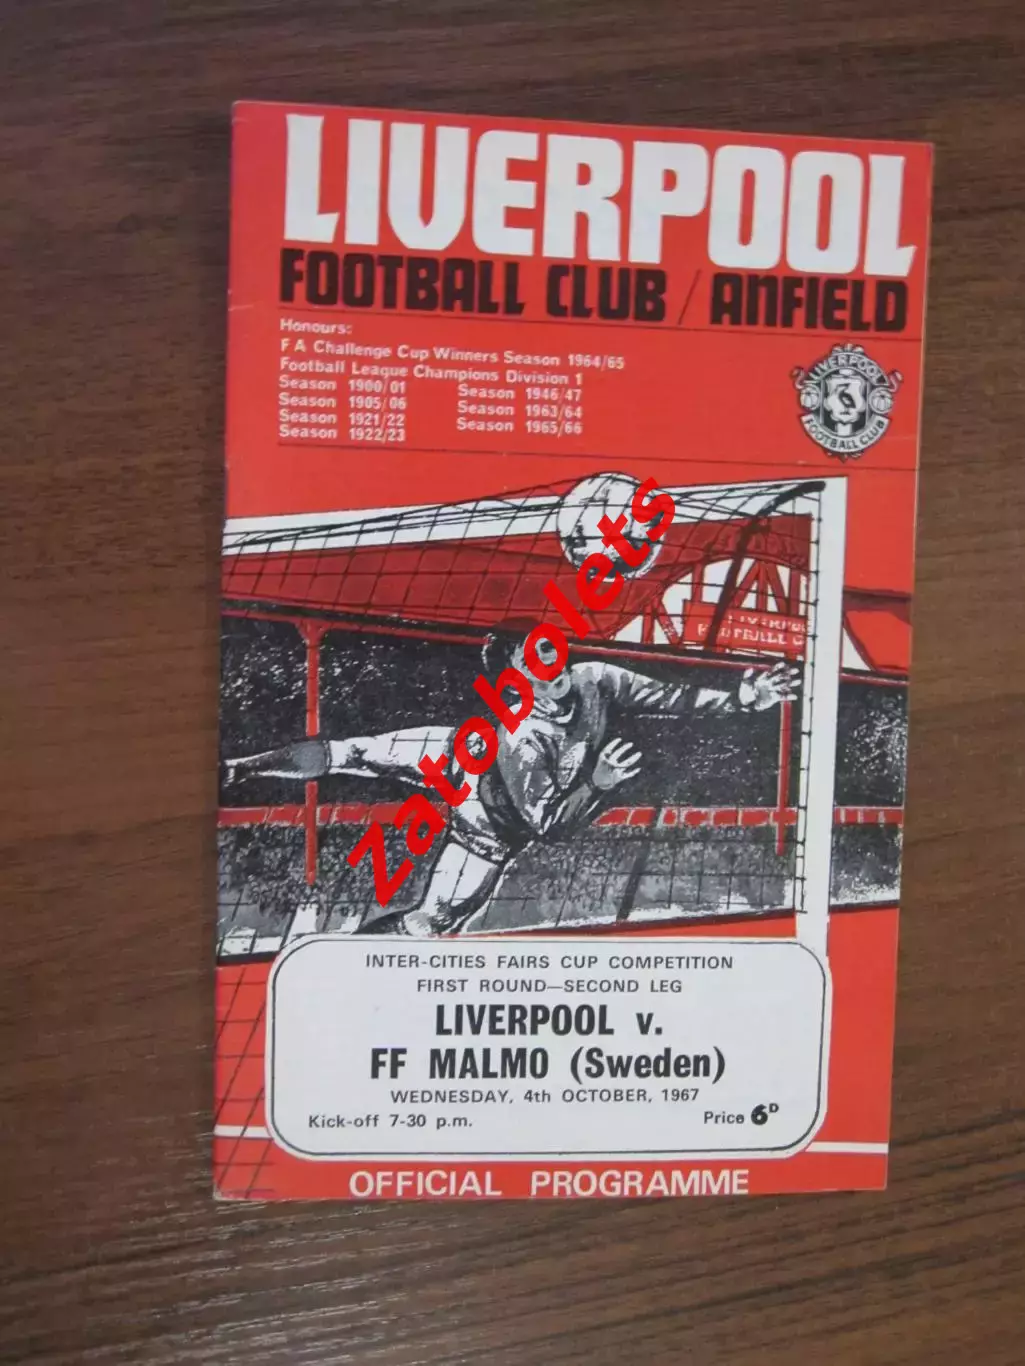 LIVERPOOL
FOOTBALL CLUB / ANFIELD
Honours:
F A Challenge Cup Winners Season 1964/65
Football League Champions Division 1
Season 1900/01 Season 1946/47
Season 1905/06 Season 1963/64
Season 1921/22 Season 1965/66
Season 1922/23
LIVERPOOL
FOOTBALL CLUB
Zatobolets
INTER-CITIES FAIRS CUP COMPETITION
FIRST ROUND—SECOND LEG
LIVERPOOL v.
FF MALMO (Sweden)
WEDNESDAY, 4th OCTOBER, 1967
Kick-off 7-30 p.m. Price 6D
OFFICIAL PROGRAMME